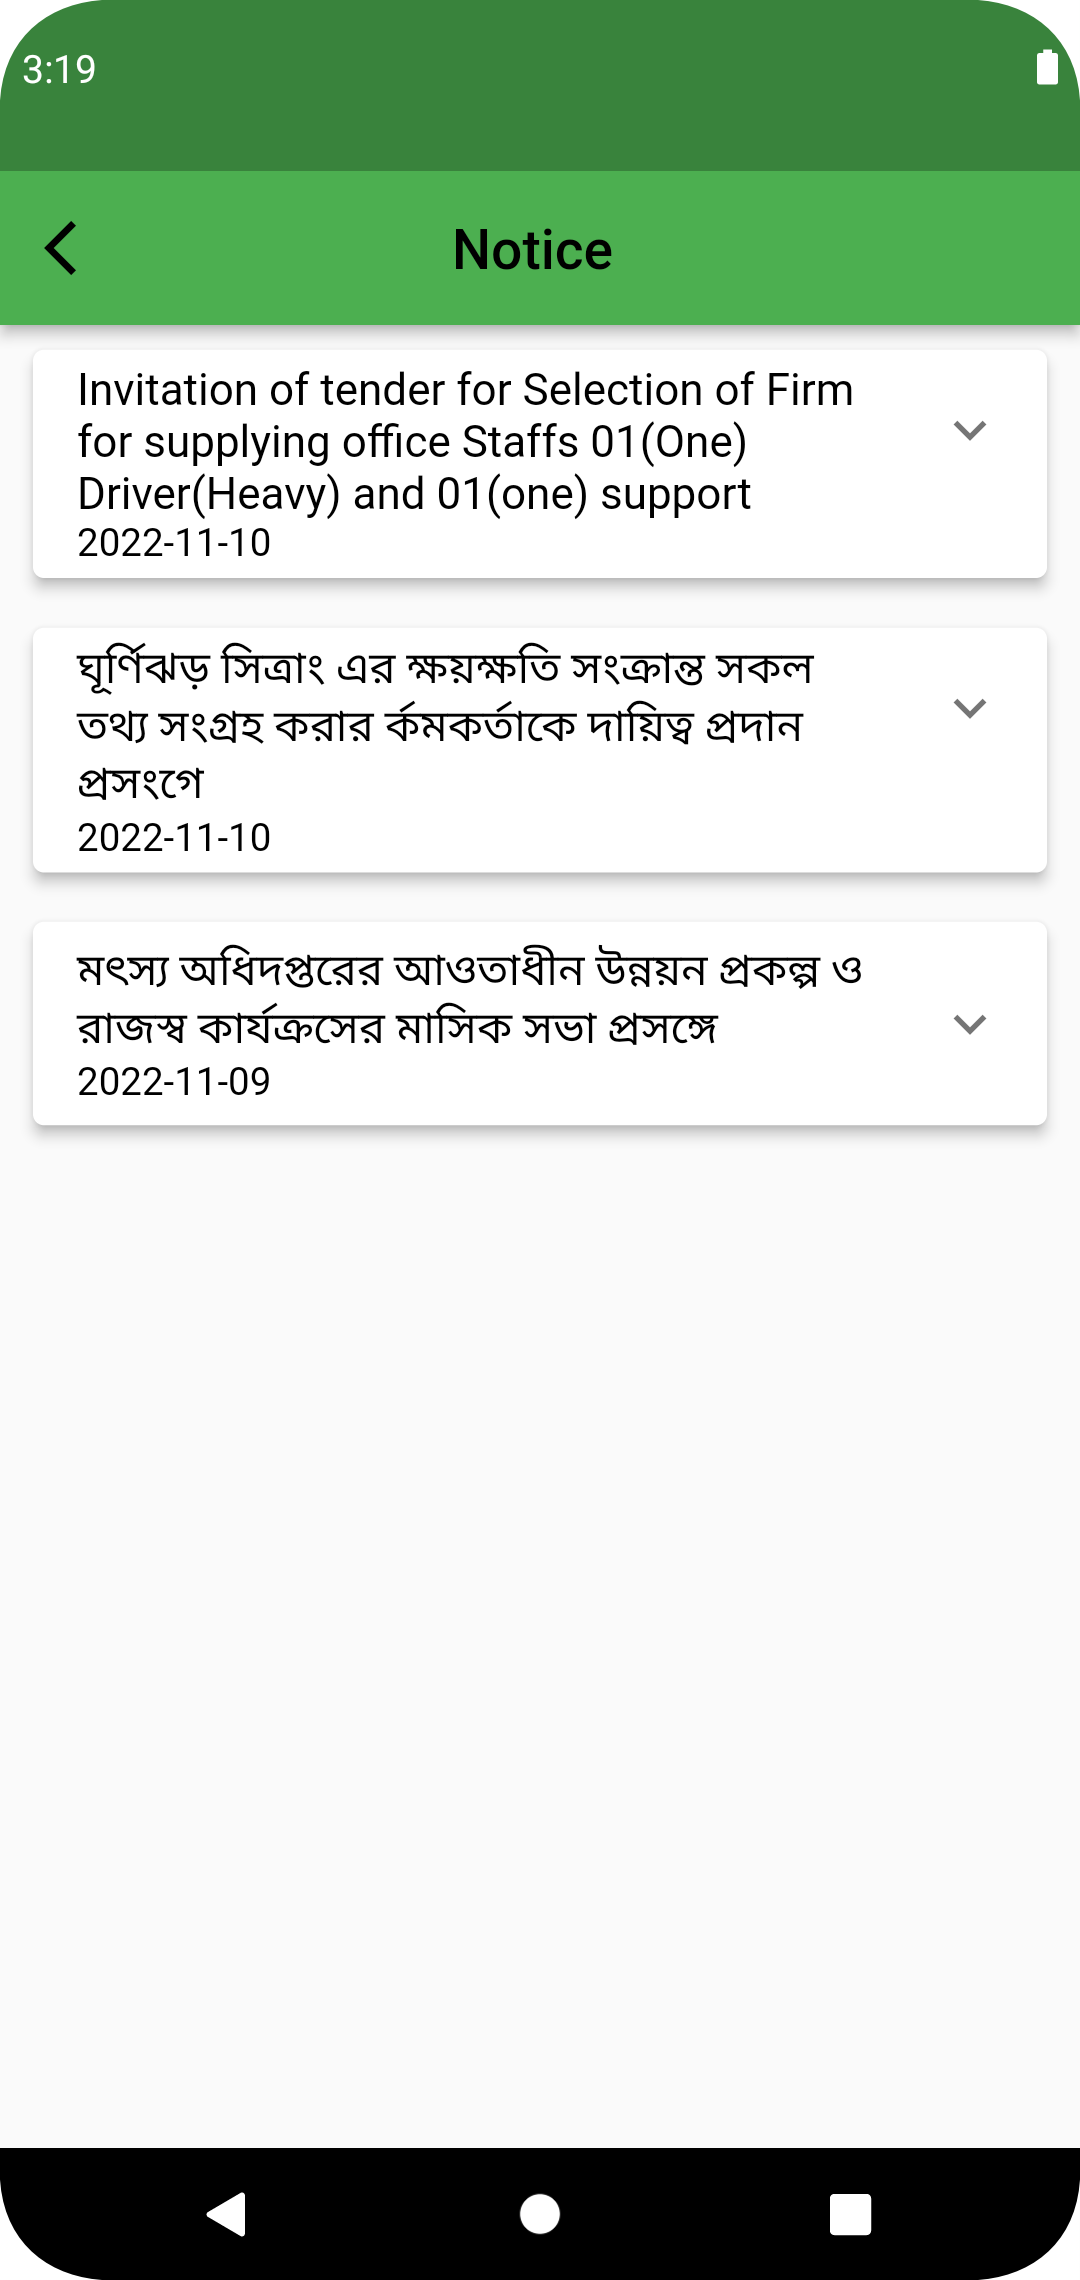 3:19
Notice
Invitation of tender for Selection of Firm
for supplying office Staffs 01(One)
Driver(Heavy) and 01(one) support
2022-11-10
ঘূর্ণিঝড় সিত্রাং এর ক্ষয়ক্ষতি সংক্রান্ত সকল
তথ্য সংগ্রহ করার র্কমকর্তাকে দায়িত্ব প্রদান
প্রসংগে
2022-11-10
মৎস্য অধিদপ্তরের আওতাধীন উন্নয়ন প্রকল্প ও
রাজস্ব কার্যক্রসের মাসিক সভা প্রসঙ্গে
2022-11-09